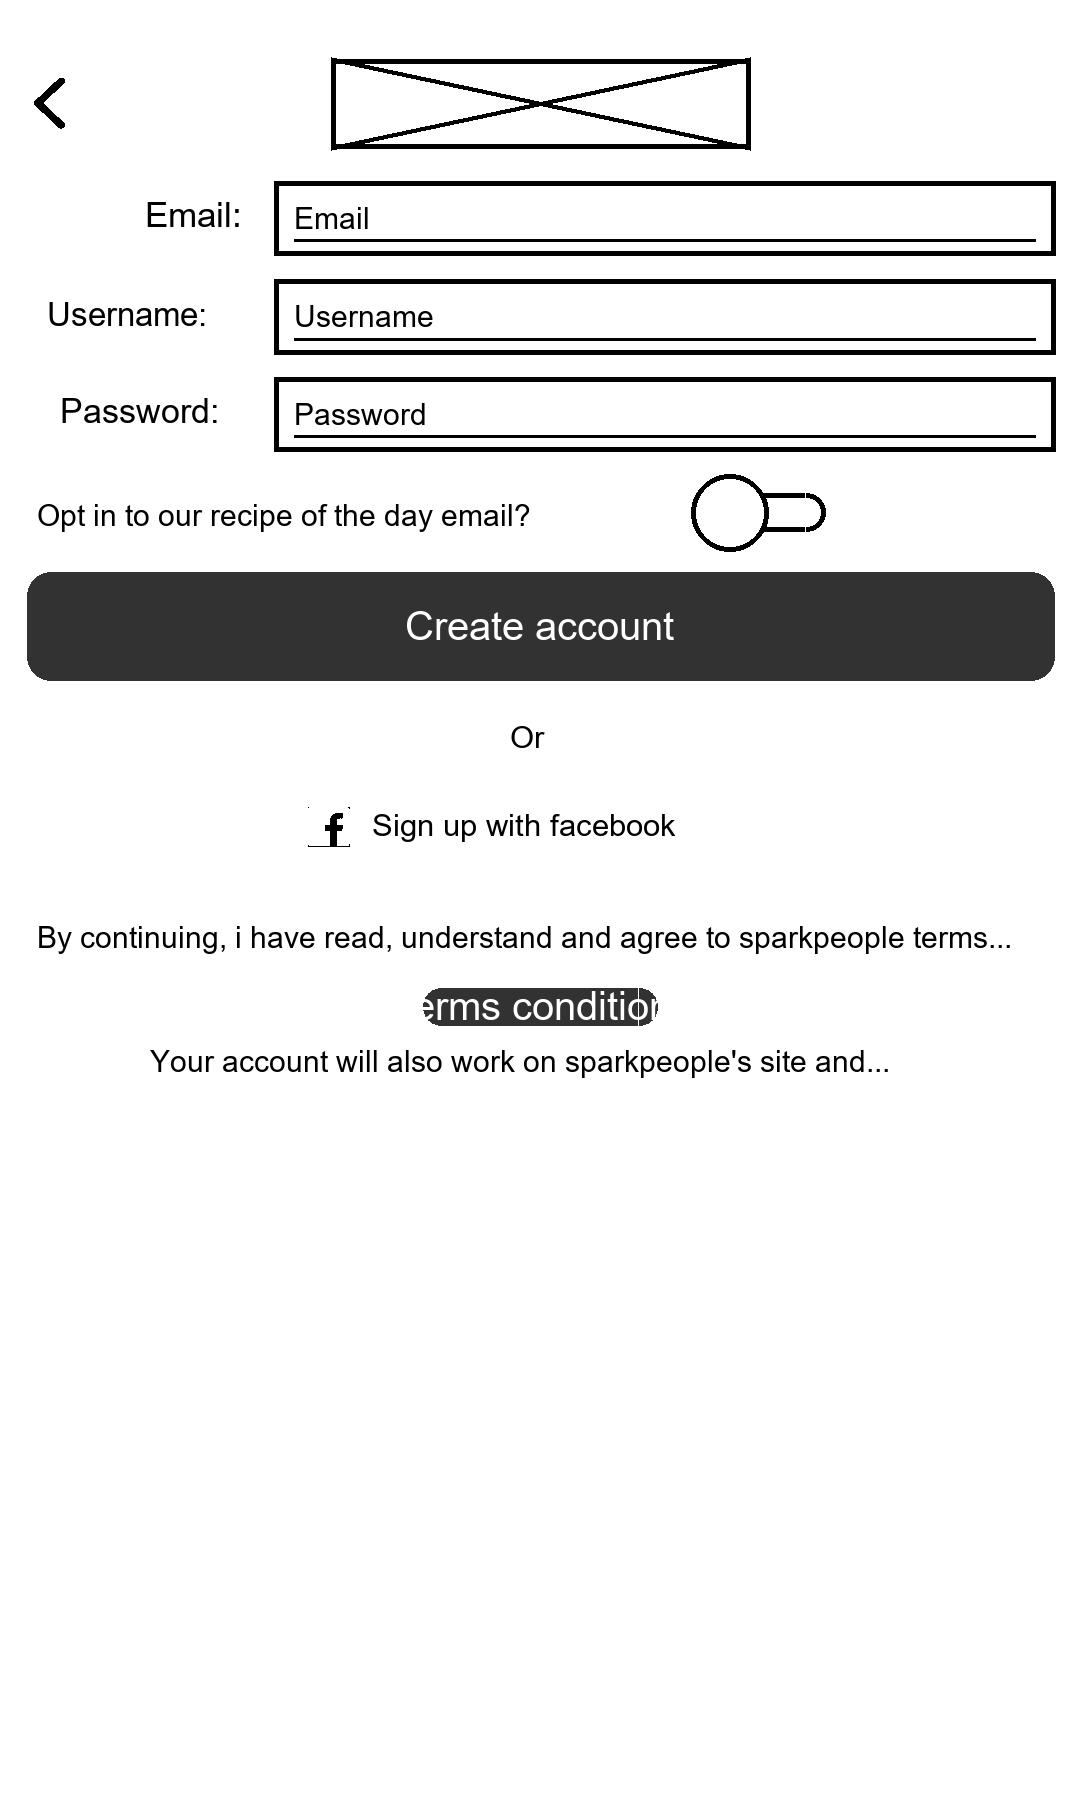 Email: Email
Username: Username
Password: Password
Opt in to our recipe of the day email?
Create account
Or
f Sign up with facebook
By continuing, i have read, understand and agree to sparkpeople terms...
erms condition
Your account will also work on sparkpeople's site and...